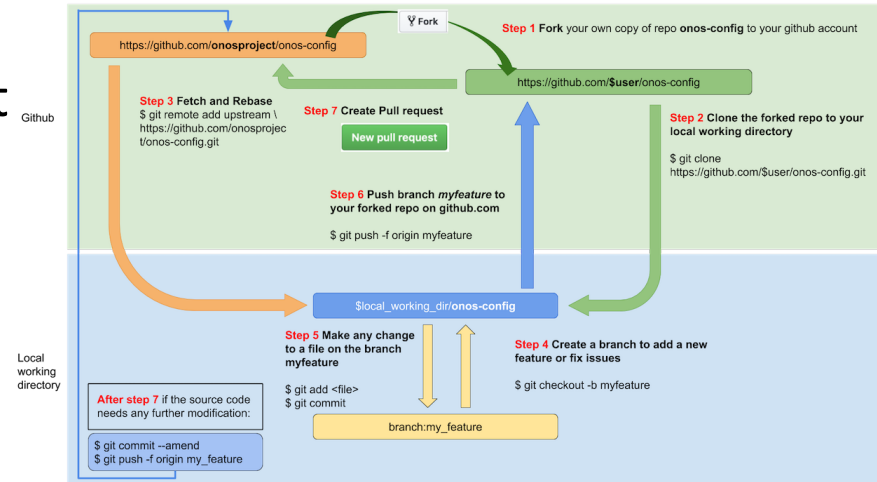 t
Github
https://github.com/onosproject/onos-config
Fork
Step 1 Fork your own copy of repo onos-config to your github account
https://github.com/$user/onos-config
Step 3 Fetch and Rebase
$ git remote add upstream \
https://github.com/onosprojec
t/onos-config.git
Step 7 Create Pull request
New pull request
Step 2 Clone the forked repo to your
local working directory
$ git clone
https://github.com/$user/onos-config.git
Step 6 Push branch myfeature to
your forked repo on github.com
$ git push -f origin myfeature
$local_working_dir/onos-config
Local
working
directory
Step 5 Make any change
to a file on the branch
myfeature
$ git add <file>
$ git commit
Step 4 Create a branch to add a new
feature or fix issues
$ git checkout -b myfeature
branch:my_feature
After step 7 if the source code
needs any further modification:
$ git commit --amend
$ git push -f origin my_feature